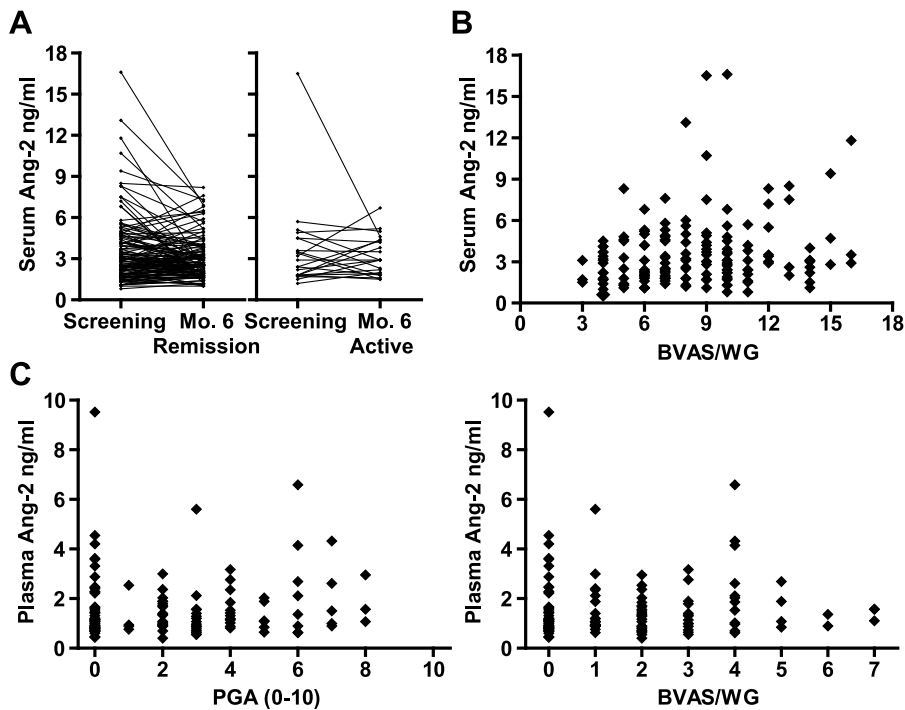 A
B
Serum Ang-2 ng/ml
18
15
12
9
6
3
0
Screening Mo. 6
Remission
Screening Mo. 6
Active
Serum Ang-2 ng/ml
18
15
12
9
6
3
0
0 3 6 9 12 15 18
BVAS/WG
C
Plasma Ang-2 ng/ml
10
8
6
4
2
0
0 2 4 6 8 10
PGA (0-10)
Plasma Ang-2 ng/ml
10
8
6
4
2
0
0 1 2 3 4 5 6 7
BVAS/WG